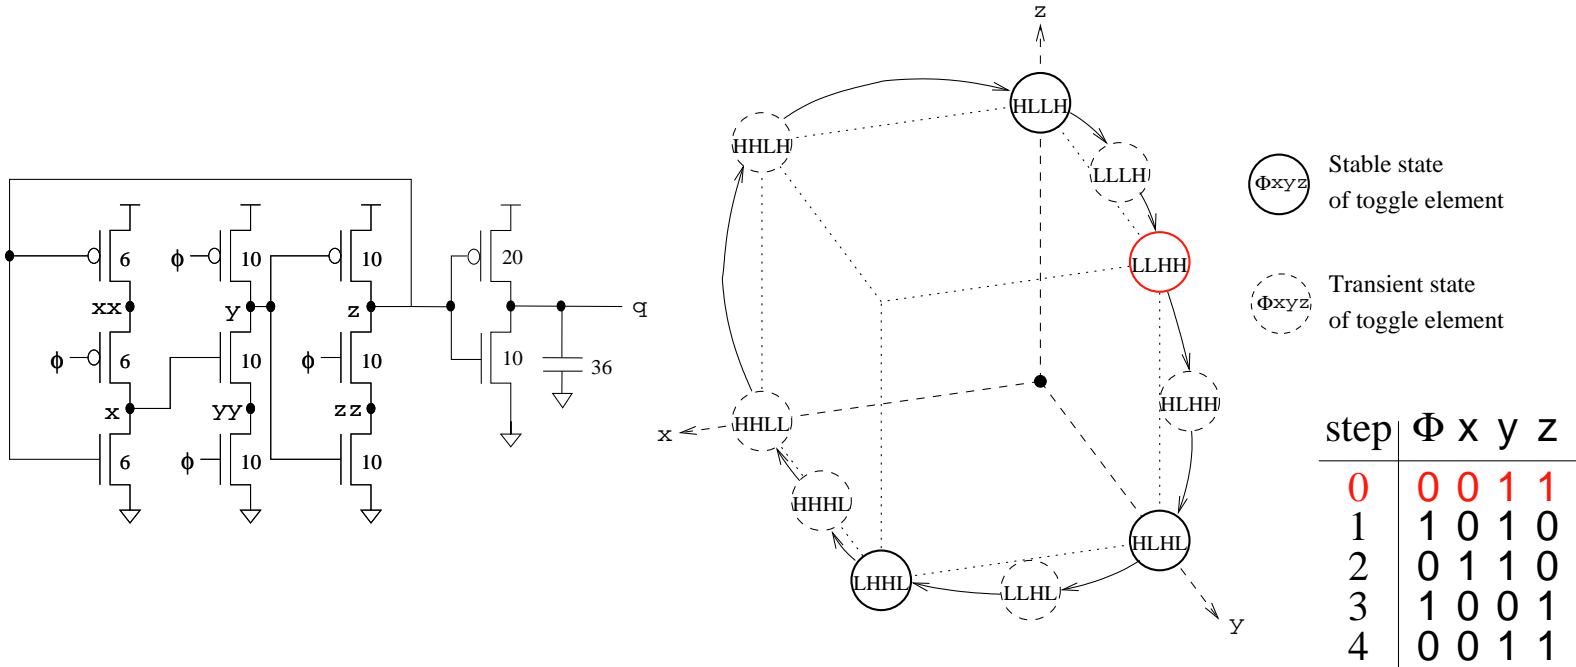 6
ϕ
10
10
20
xx
y
z
q
ϕ
6
10
ϕ
10
10
36
x
yy
zz
6
ϕ
10
10
z
HLLH
HHLH
LLLH
LLHH
HLHH
x
HHLL
HHHL
HLHL
LHHL
LLHL
y
Φxyz
Stable state
of toggle element
Φxyz
Transient state
of toggle element
step Φ x y z
0 0 0 1 1
1 1 0 1 0
2 0 1 1 0
3 1 0 0 1
4 0 0 1 1